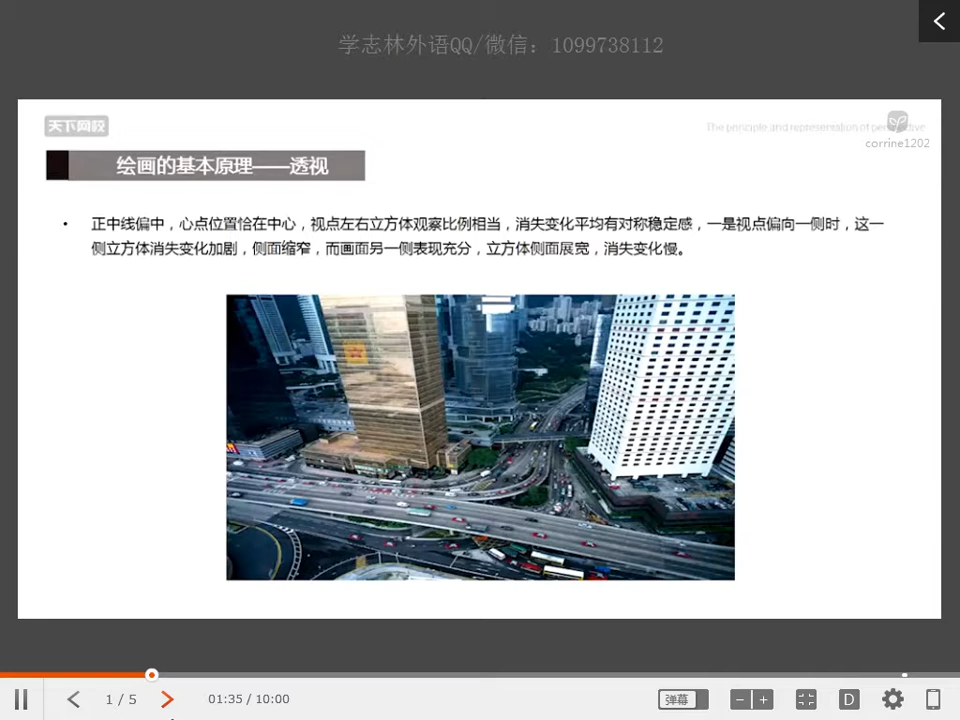 学志林外语QQ/微信：1099738112
天下网校
The principle and representation of perspective
corrine1202
绘画的基本原理——透视
• 正中线偏中，心点位置恰在中心，视点左右立方体观察比例相当，消失变化平均有对称稳定感，一是视点偏向一侧时，这一
侧立方体消失变化加剧，侧面缩窄，而画面另一侧表现充分，立方体侧面展宽，消失变化慢。
1 / 5
01:35 / 10:00
弹幕
D